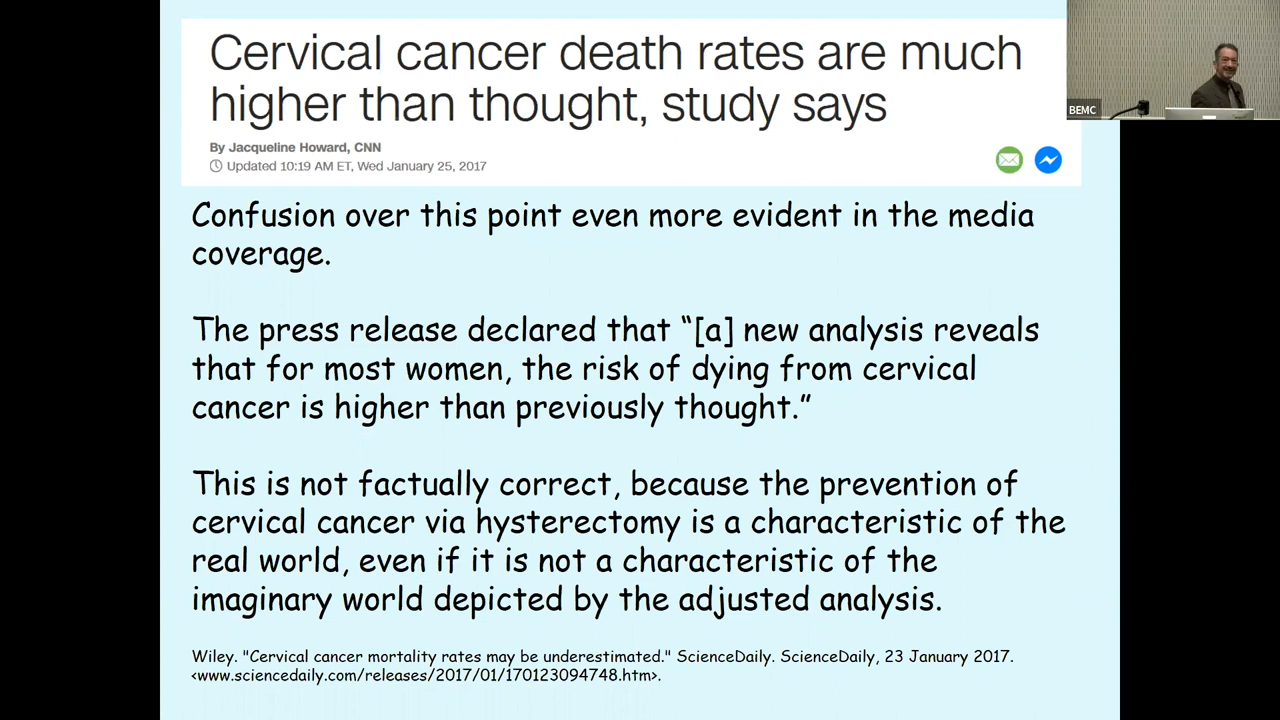 Cervical cancer death rates are much
higher than thought, study says
By Jacqueline Howard, CNN
Updated 10:19 AM ET, Wed January 25, 2017
BEMC
Confusion over this point even more evident in the media
coverage.
The press release declared that “[a] new analysis reveals
that for most women, the risk of dying from cervical
cancer is higher than previously thought.”
This is not factually correct, because the prevention of
cervical cancer via hysterectomy is a characteristic of the
real world, even if it is not a characteristic of the
imaginary world depicted by the adjusted analysis.
Wiley. "Cervical cancer mortality rates may be underestimated." ScienceDaily. ScienceDaily, 23 January 2017.
<www.sciencedaily.com/releases/2017/01/170123094748.htm>.